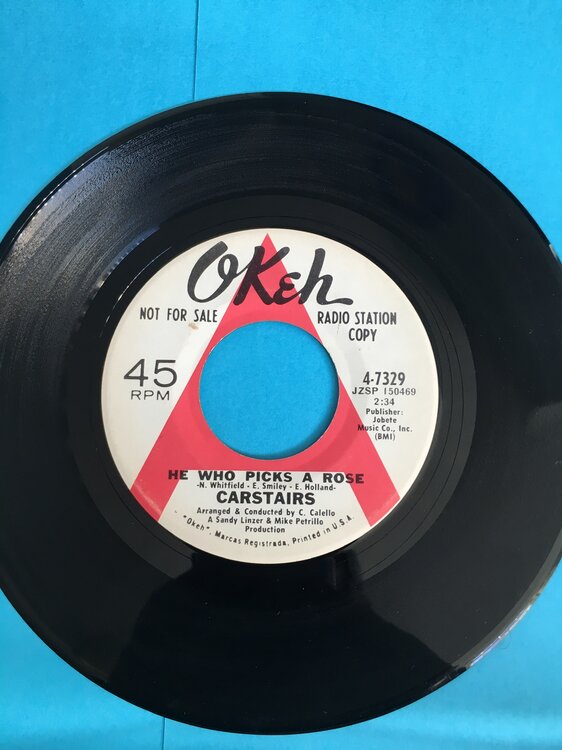 OKeh
NOT FOR SALE
RADIO STATION
COPY
45
RPM
4-7329
JZSP 150469
2:34
Publisher:
Jobete
Music Co., Inc.
(BMI)
HE WHO PICKS A ROSE
-N. Whitfield - E. Smiley - E. Holland-
CARSTAIRS
Arranged & Conducted by C. Calello
A Sandy Linzer & Mike Petrillo
Production
"Okeh", Marcas Registrada, Printed in U.S.A.